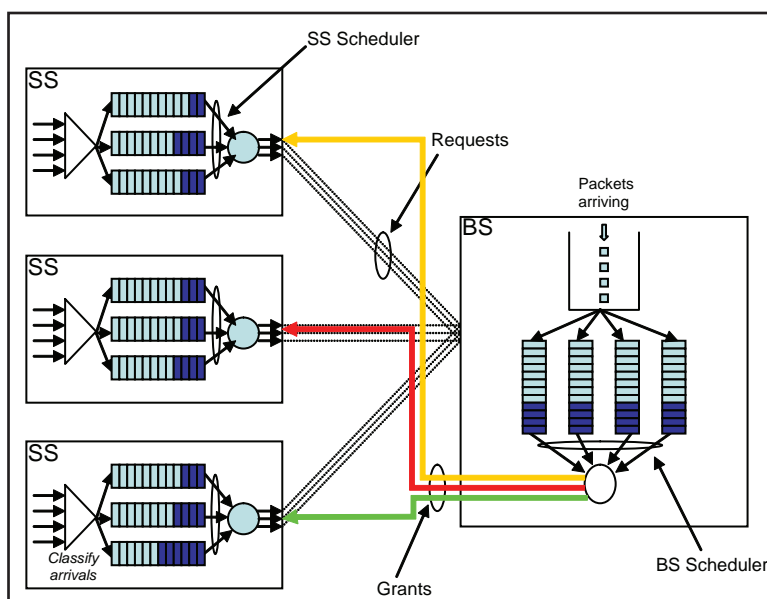 SS Scheduler
SS
Requests
Packets
arriving
BS
SS
SS
Classify
arrivals
Grants
BS Scheduler